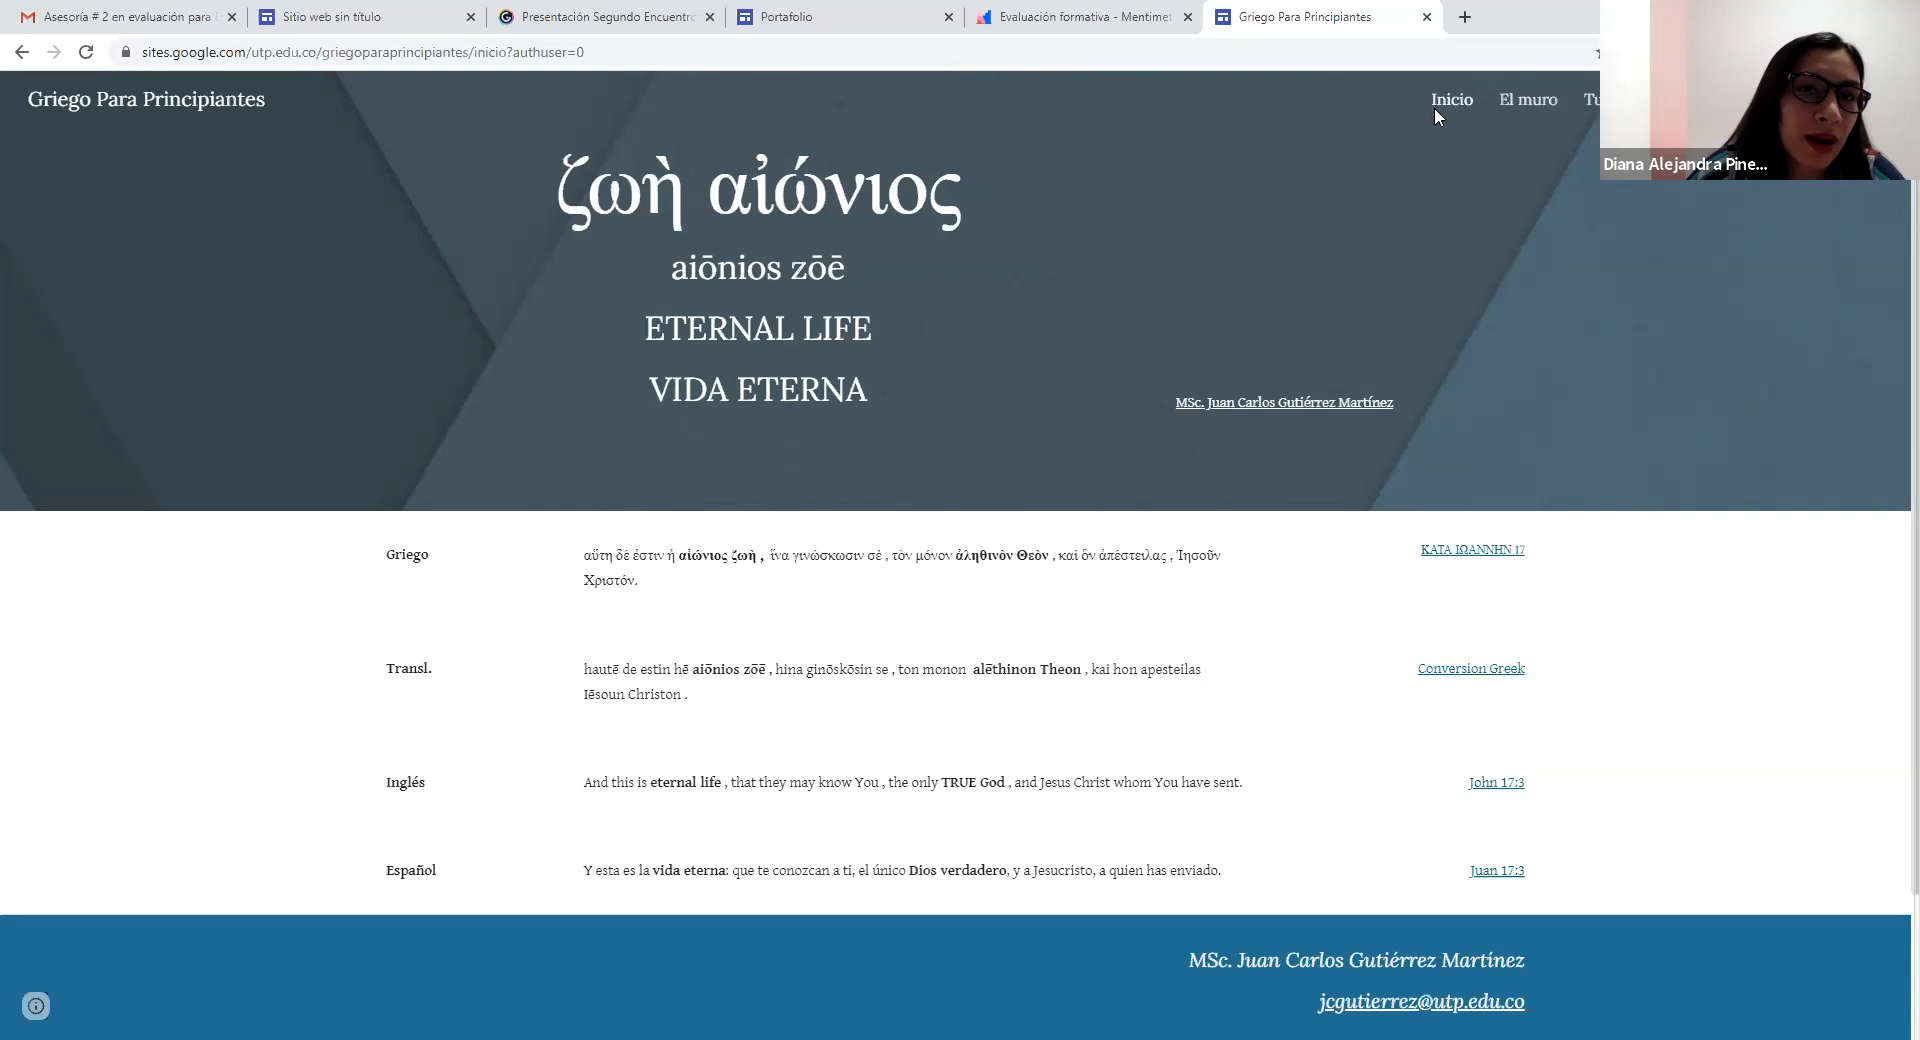 Asesoría # 2 en evaluación para
Sitio web sin título
Presentación Segundo Encuentro
Portafolio
Evaluación formativa - Mentimet
Griego Para Principiantes
sites.google.com/utp.edu.co/griegoparaprincipiantes/inicio?authuser=0
Griego Para Principiantes
Inicio
El muro
Tu
Diana Alejandra Pine...
ζωὴ αἰώνιος
aiōnios zōē
ETERNAL LIFE
VIDA ETERNA
MSc. Juan Carlos Gutiérrez Martínez
Griego
αὕτη δέ ἐστιν ἡ αἰώνιος ζωὴ , ἵνα γινώσκωσιν σὲ , τὸν μόνον ἀληθινὸν Θεὸν , καὶ ὃν ἀπέστειλας , Ἰησοῦν
Χριστόν.
ΚΑΤΑ ΙΩΑΝΝΗΝ 17
Transl.
hautē de estin hē aiōnios zōē , hina ginōskōsin se , ton monon alēthinon Theon , kai hon apesteilas
Iēsoun Christon .
Conversion Greek
Inglés
And this is eternal life , that they may know You , the only TRUE God , and Jesus Christ whom You have sent.
John 17:3
Español
Y esta es la vida eterna: que te conozcan a ti, el único Dios verdadero, y a Jesucristo, a quien has enviado.
Juan 17:3
MSc. Juan Carlos Gutiérrez Martínez
jcgutierrez@utp.edu.co